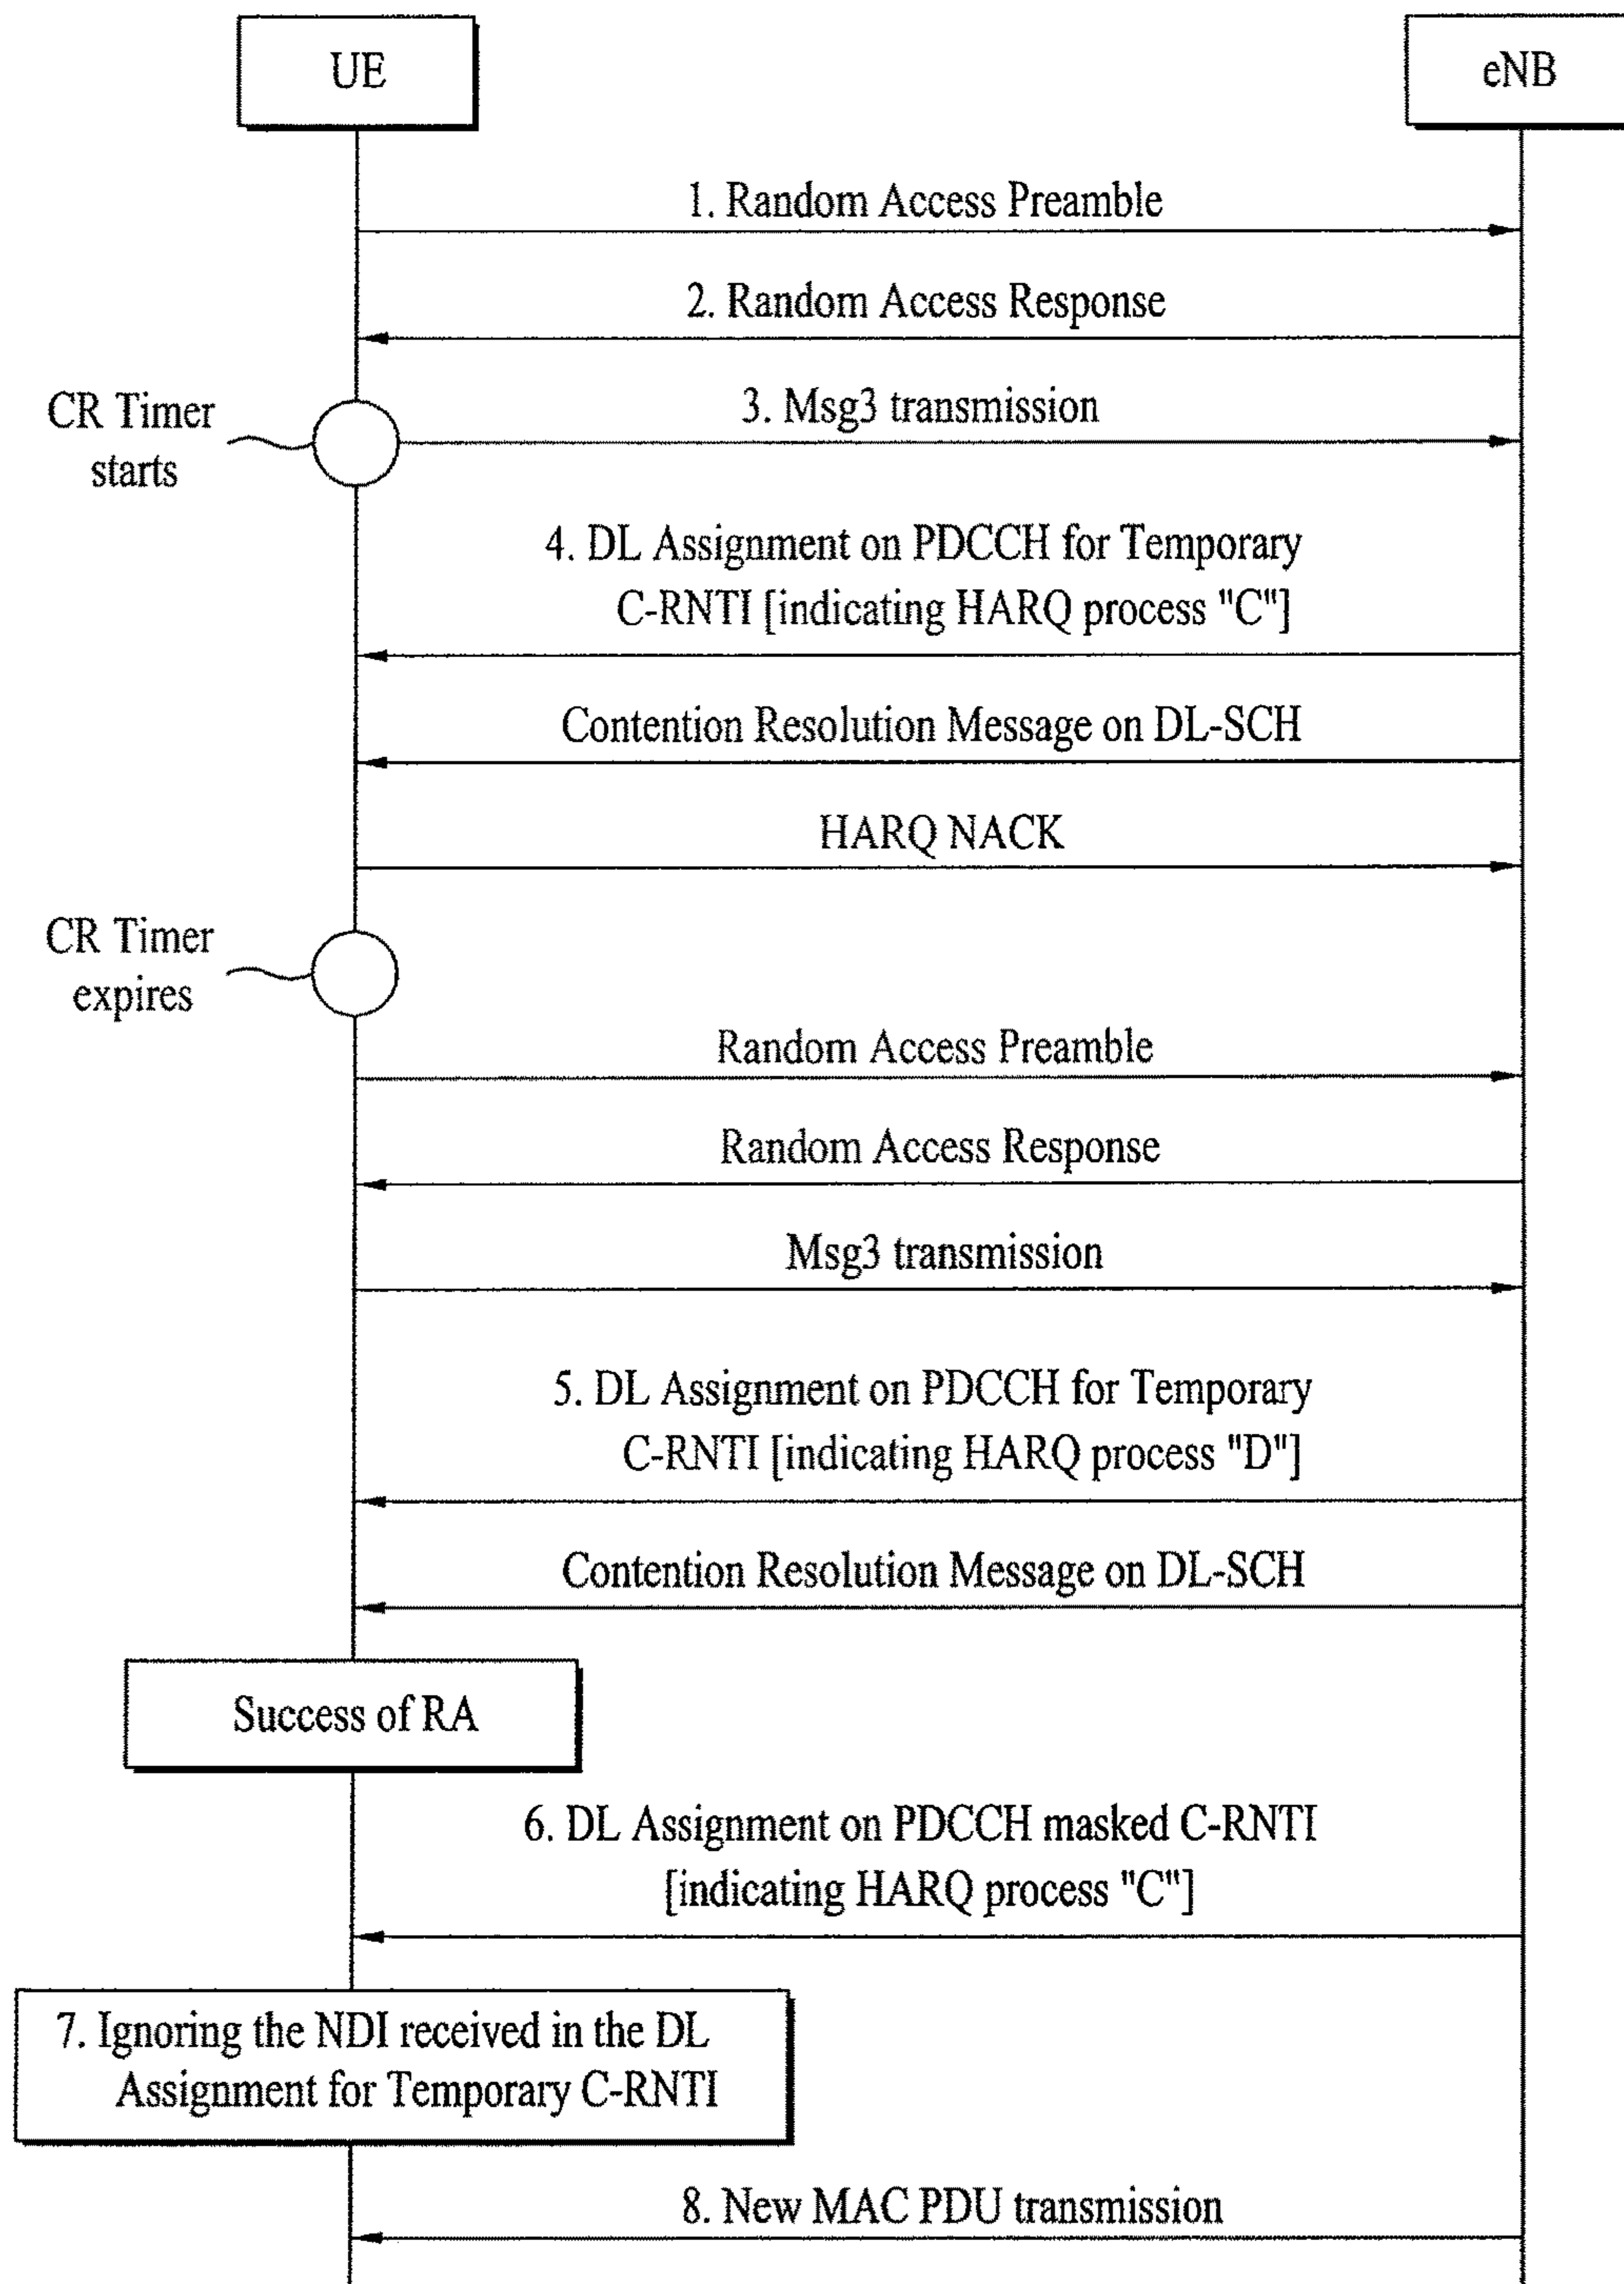 UE
eNB
1. Random Access Preamble
2. Random Access Response
CR Timer
starts
3. Msg3 transmission
4. DL Assignment on PDCCH for Temporary
C-RNTI [indicating HARQ process "C"]
Contention Resolution Message on DL-SCH
HARQ NACK
CR Timer
expires
Random Access Preamble
Random Access Response
Msg3 transmission
5. DL Assignment on PDCCH for Temporary
C-RNTI [indicating HARQ process "D"]
Contention Resolution Message on DL-SCH
Success of RA
6. DL Assignment on PDCCH masked C-RNTI
[indicating HARQ process "C"]
7. Ignoring the NDI received in the DL
Assignment for Temporary C-RNTI
8. New MAC PDU transmission